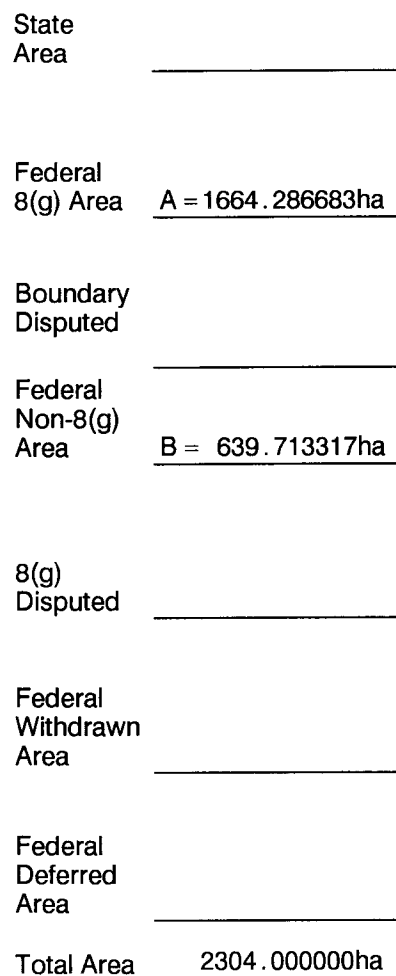 State
Area
Federal
8(g) Area A = 1664.286683ha
Boundary
Disputed
Federal
Non-8(g)
Area B = 639.713317ha
8(g)
Disputed
Federal
Withdrawn
Area
Federal
Deferred
Area
Total Area 2304.000000ha